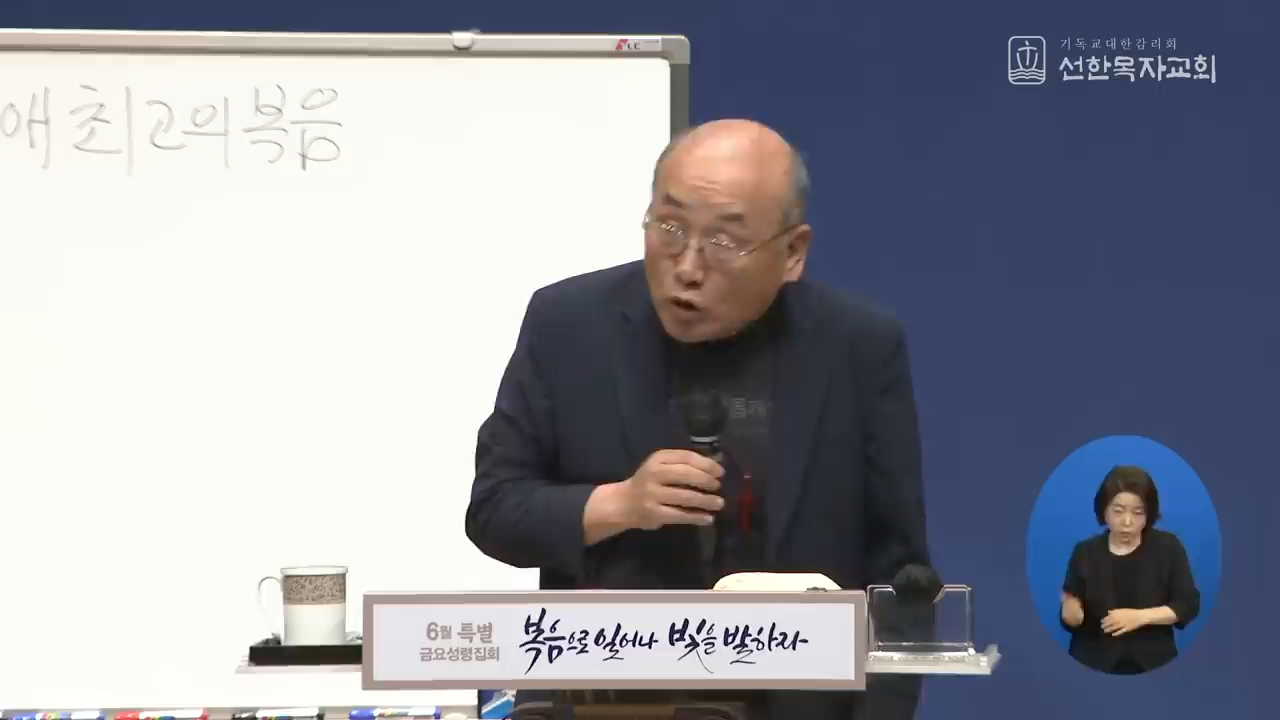 기독교대한감리회
선한목자교회
애 최고의 복음
6월 특별
금요성령집회
복음으로 일어나 빛을 발하라